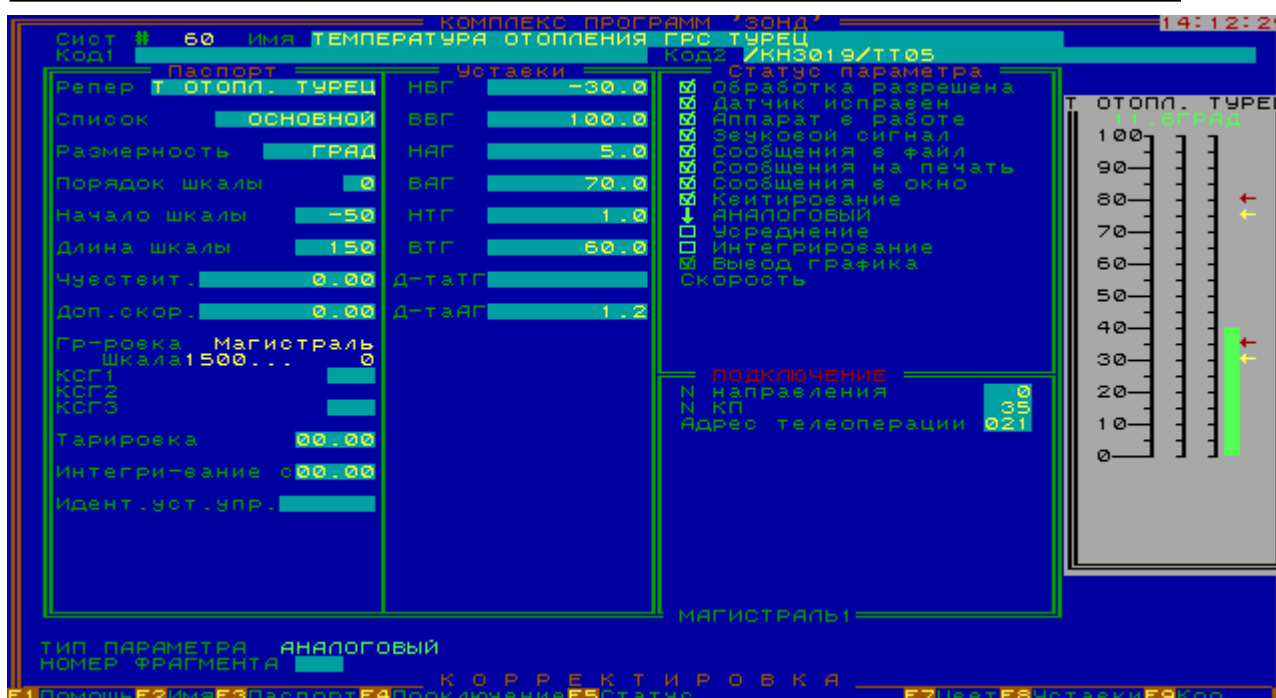 КОМПЛЕКС ПРОГРАММ 'ЗОНД' 14:12:2
Сист # 60 Имя ТЕМПЕРАТУРА ОТОПЛЕНИЯ ГРС ТУРЕЦ
Код1 Код2 /КН3019/ТТ05
Паспорт Уставки Статус параметра
Репер Т ОТОПЛ. ТУРЕЦ НВГ -30.0 Обработка разрешена
Датчик исправен
Список ОСНОВНОЙ ВВГ 100.0 Аппарат в работе
Звуковой сигнал
Размерность ГРАД НАГ 5.0 Сообщения в файл
Сообщения на печать
Порядок шкалы 0 ВАГ 70.0 Сообщения в окно
Квитирование
Начало шкалы -50 НТГ 1.0 АНАЛОГОВЫЙ
Усреднение
Длина шкалы 150 ВТГ 60.0 Интегрирование
Вывод графика
Чувствит. 0.00 Д-таТГ Скорость
Доп.скор. 0.00 Д-таАГ 1.2
Гр-ровка Магистраль
Шкала1500... 0
КСГ1
КСГ2
КСГ3
Тарировка 00.00
Интегри-вание с00.00
Идент.уст.упр.
ПОДКЛЮЧЕНИЕ
N направления 0
N КП 35
Адрес телеоперации 021
МАГИСТРАЛЬ1
Т ОТОПЛ. ТУРЕЦ
11.8ГРАД
100
90
80
70
60
50
40
30
20
10
0
ТИП ПАРАМЕТРА АНАЛОГОВЫЙ
НОМЕР ФРАГМЕНТА
К О Р Р Е К Т И Р О В К А
F1Помощь F2Имя F3Паспорт F4Подключение F5Статус F7Цвет F8Уставки F9Кор